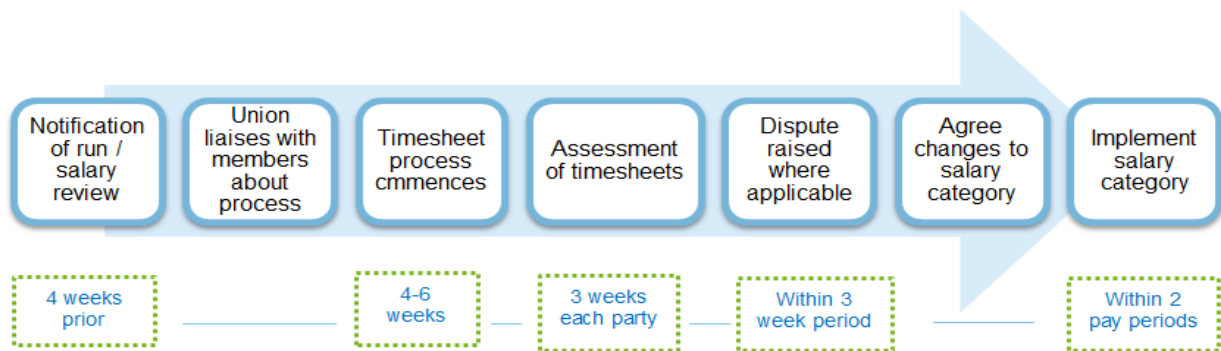 Notification
of run /
salary
review
Union
liaises with
members
about
process
Timesheet
process
cmmences
Assessment
of timesheets
Dispute
raised
where
applicable
Agree
changes to
salary
category
Implement
salary
category
4 weeks
prior
4-6
weeks
3 weeks
each party
Within 3
week period
Within 2
pay periods